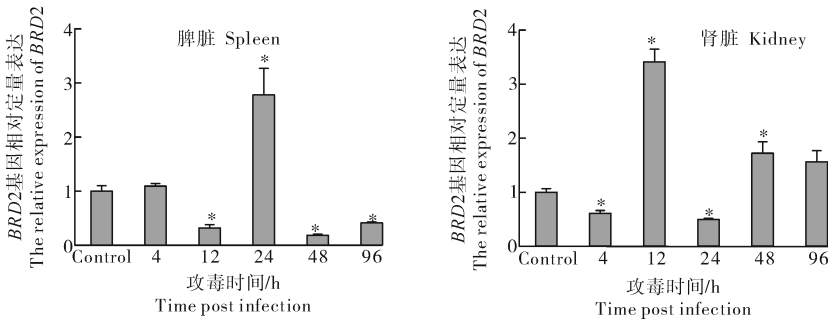 BRD2基因相对定量表达
The relative expression of BRD2
脾脏 Spleen
4
3
2
1
0
*
*
*
*
Control 4 12 24 48 96
攻毒时间/h
Time post infection
BRD2基因相对定量表达
The relative expression of BRD2
肾脏 Kidney
4
3
2
1
0
*
*
*
*
Control 4 12 24 48 96
攻毒时间/h
Time post infection